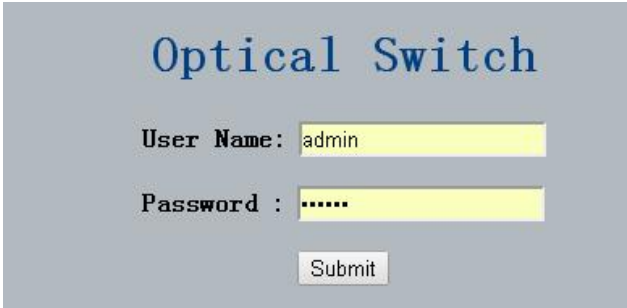 Optical Switch
User Name: admin
Password : ••••••
Submit